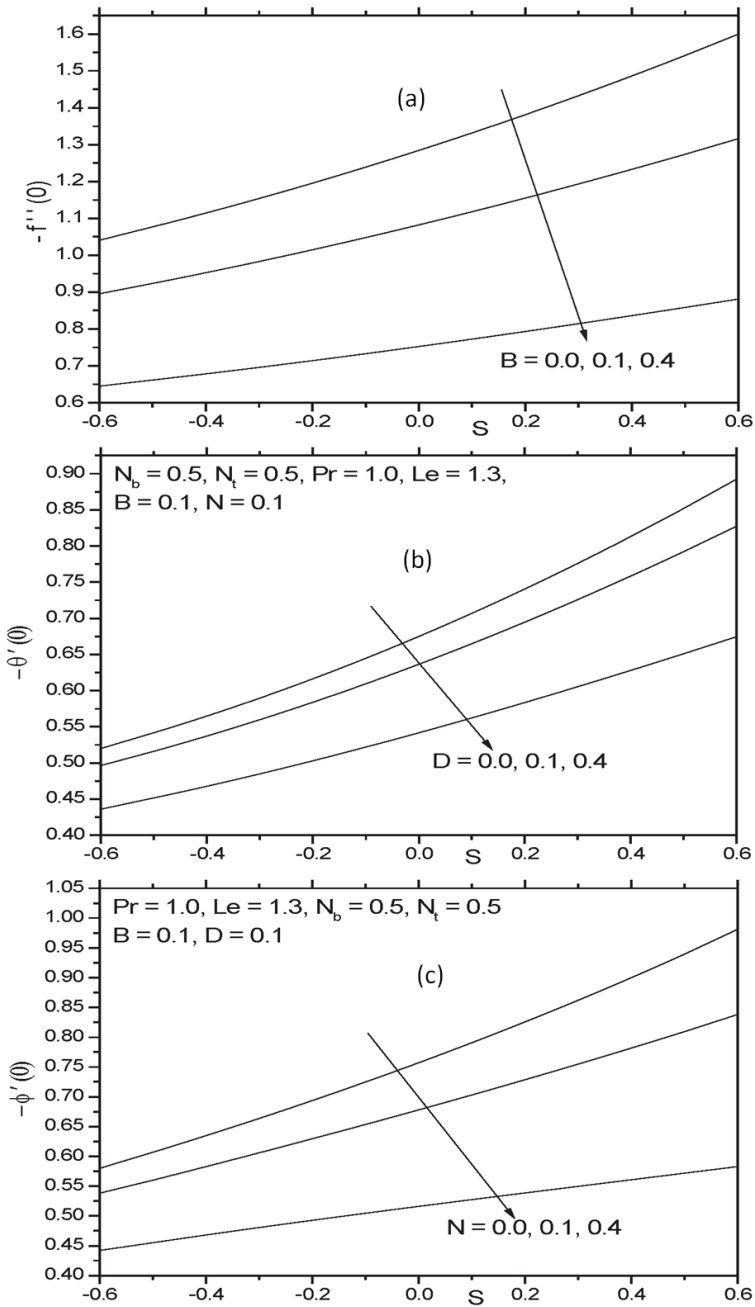 1.6
1.5
1.4
1.3
1.2
1.1
1.0
0.9
0.8
0.7
0.6
-f''(0)
(a)
B = 0.0, 0.1, 0.4
-0.6 -0.4 -0.2 0.0 0.2 0.4 0.6
S
N_b = 0.5, N_t = 0.5, Pr = 1.0, Le = 1.3,
B = 0.1, N = 0.1
0.90
0.85
0.80
0.75
0.70
0.65
0.60
0.55
0.50
0.45
0.40
−θ'(0)
(b)
D = 0.0, 0.1, 0.4
-0.6 -0.4 -0.2 0.0 0.2 0.4 0.6
S
Pr = 1.0, Le = 1.3, N_b = 0.5, N_t = 0.5
B = 0.1, D = 0.1
1.05
1.00
0.95
0.90
0.85
0.80
0.75
0.70
0.65
0.60
0.55
0.50
0.45
0.40
−ϕ'(0)
(c)
N = 0.0, 0.1, 0.4
-0.6 -0.4 -0.2 0.0 0.2 0.4 0.6
S